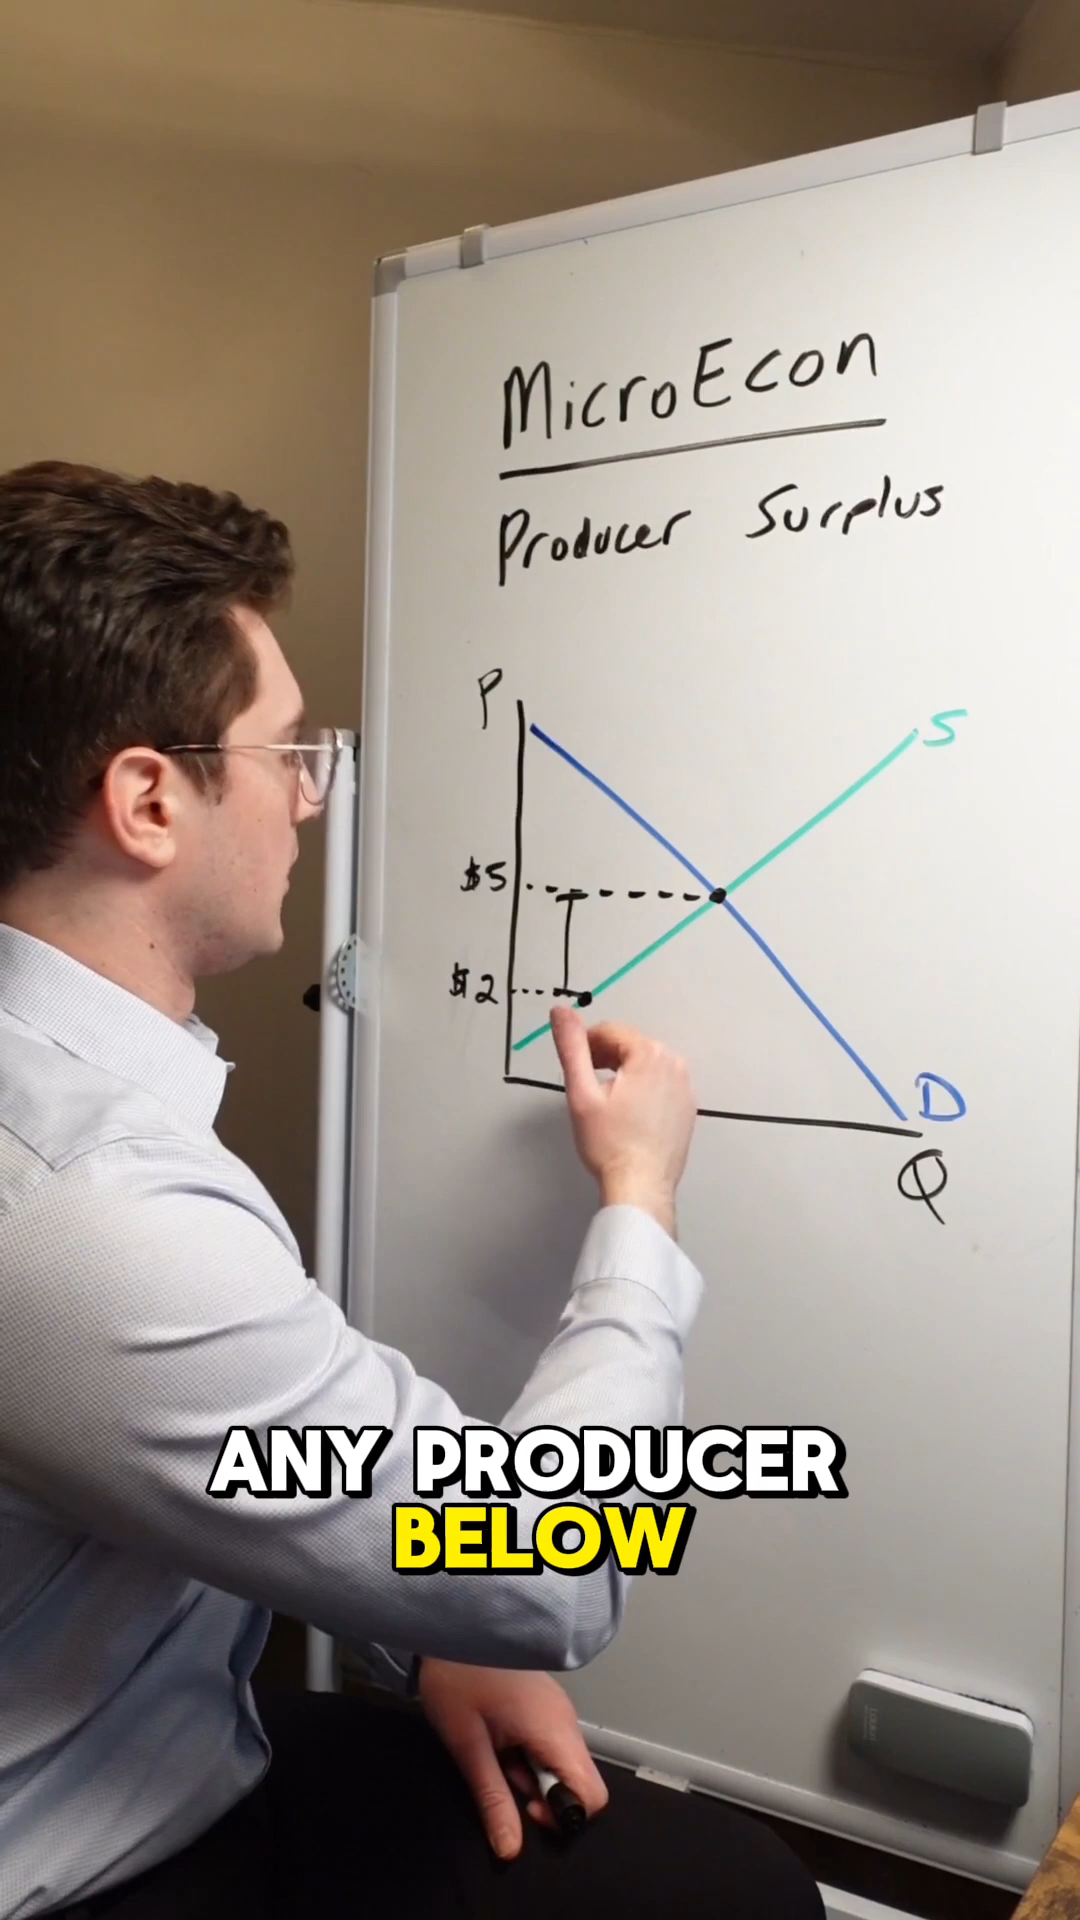 MicroEcon
Producer Surplus
P
S
$5
$2
D
Q
ANY PRODUCER
BELOW